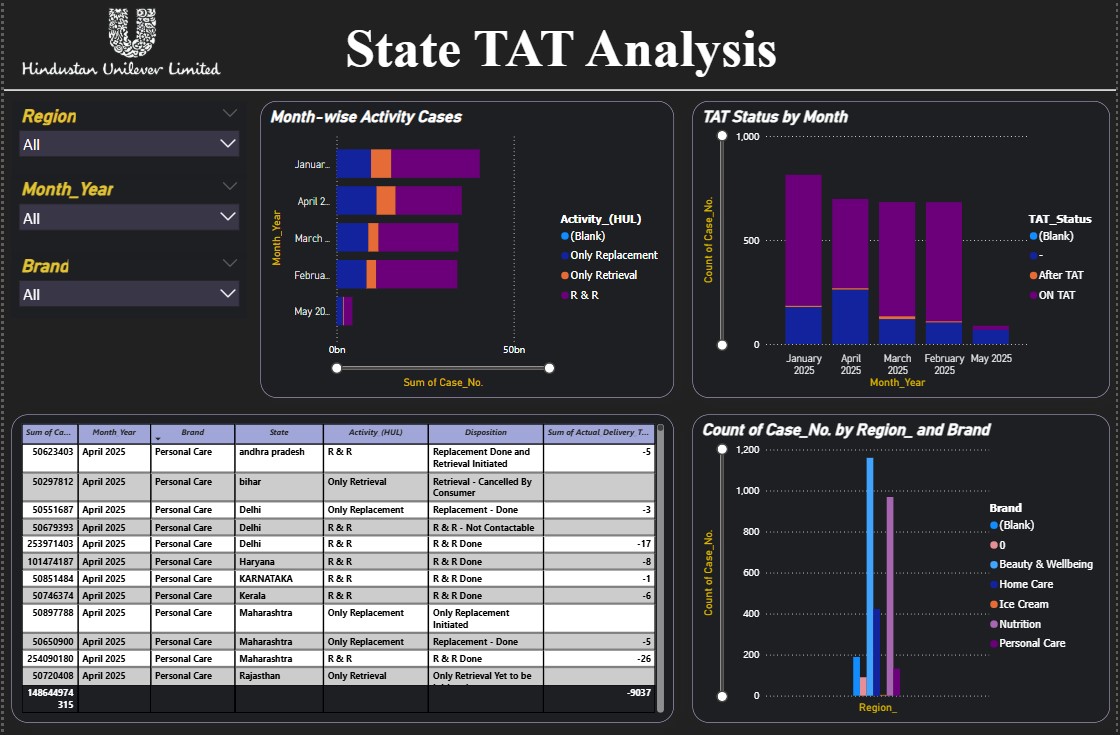 Hindustan Unilever Limited
State TAT Analysis
Region
All
Month_Year
All
Brand
All
Month-wise Activity Cases
Month_Year
Januar...
April 2...
March ...
Februa...
May 20...
0bn
50bn
Sum of Case_No.
Activity_(HUL)
(Blank)
Only Replacement
Only Retrieval
R & R
TAT Status by Month
Count of Case_No.
1,000
500
0
January
2025
April
2025
March
2025
February
2025
May 2025
Month_Year
TAT_Status
(Blank)
-
After TAT
ON TAT
Sum of Ca... Month Year Brand State Activity (HUL) Disposition Sum of Actual_Delivery_T...
50623403 April 2025 Personal Care andhra pradesh R & R Replacement Done and -5
Retrieval Initiated
50297812 April 2025 Personal Care bihar Only Retrieval Retrieval - Cancelled By
Consumer
50551687 April 2025 Personal Care Delhi Only Replacement Replacement - Done -3
50679393 April 2025 Personal Care Delhi R & R R & R - Not Contactable
253971403 April 2025 Personal Care Delhi R & R R & R Done -17
101474187 April 2025 Personal Care Haryana R & R R & R Done -8
50851484 April 2025 Personal Care KARNATAKA R & R R & R Done -1
50746374 April 2025 Personal Care Kerala R & R R & R Done -6
50897788 April 2025 Personal Care Maharashtra Only Replacement Only Replacement
Initiated
50650900 April 2025 Personal Care Maharashtra Only Replacement Replacement - Done -5
254090180 April 2025 Personal Care Maharashtra R & R R & R Done -26
50720408 April 2025 Personal Care Rajasthan Only Retrieval Only Retrieval Yet to be
148644974 -9037
315
Count of Case_No. by Region_ and Brand
Count of Case_No.
1,200
1,000
800
600
400
200
0
Region_
Brand
(Blank)
0
Beauty & Wellbeing
Home Care
Ice Cream
Nutrition
Personal Care